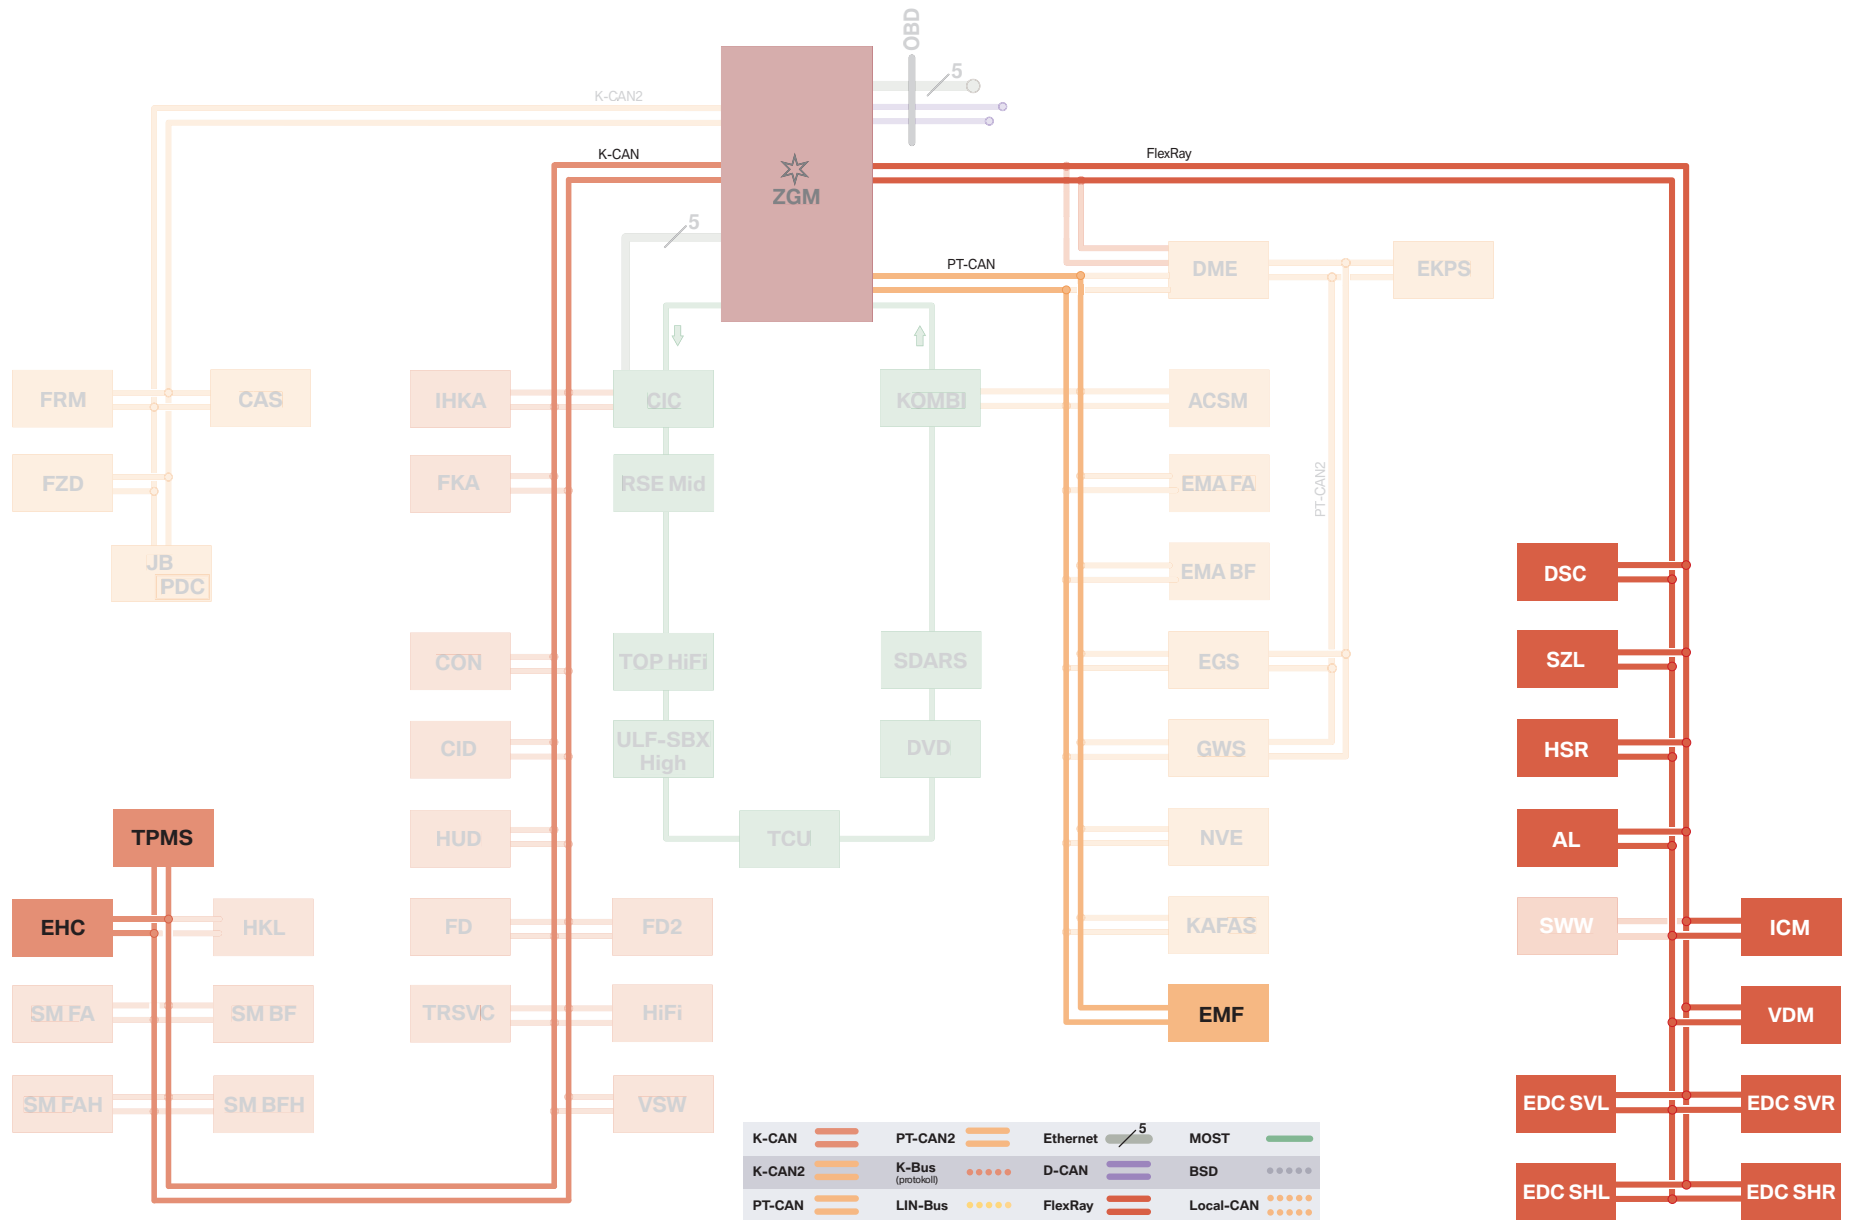 OBD
5
K-CAN2
K-CAN
FlexRay
ZGM
5
PT-CAN
DME
EKPS
FRM
CAS
IHKA
CIC
KOMBI
ACSM
FZD
FKA
RSE Mid
EMA FA
PT-CAN2
JB
PDC
EMA BF
DSC
CON
TOP HiFi
SDARS
EGS
SZL
CID
ULF-SBX
High
DVD
GWS
HSR
TPMS
HUD
TCU
NVE
AL
EHC
HKL
FD
FD2
KAFAS
SWW
ICM
SM FA
SM BF
TRSVC
HiFi
EMF
VDM
SM FAH
SM BFH
VSW
EDC SVL
EDC SVR
K-CAN
PT-CAN2
Ethernet
5
MOST
K-CAN2
K-Bus
(protokoll)
D-CAN
BSD
PT-CAN
LIN-Bus
FlexRay
Local-CAN
EDC SHL
EDC SHR